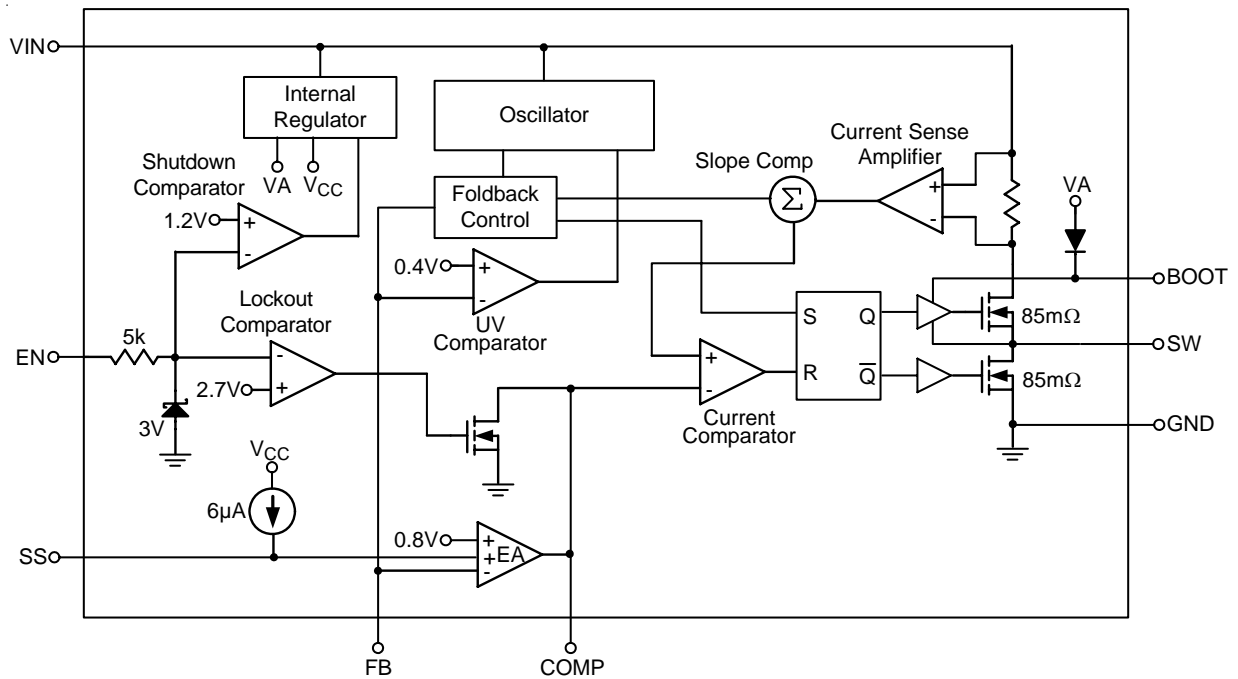 VIN
Internal
Regulator
Oscillator
Current Sense
Amplifier
Slope Comp
Shutdown
Comparator
VA
VCC
Foldback
Control
Σ
+
-
VA
1.2V
+
-
0.4V
+
-
BOOT
Lockout
Comparator
UV
Comparator
S
Q
85mΩ
5k
EN
-
+
2.7V
SW
+
-
R
Q̅
85mΩ
3V
Current
Comparator
GND
VCC
6µA
0.8V
+
+
-
EA
SS
FB
COMP